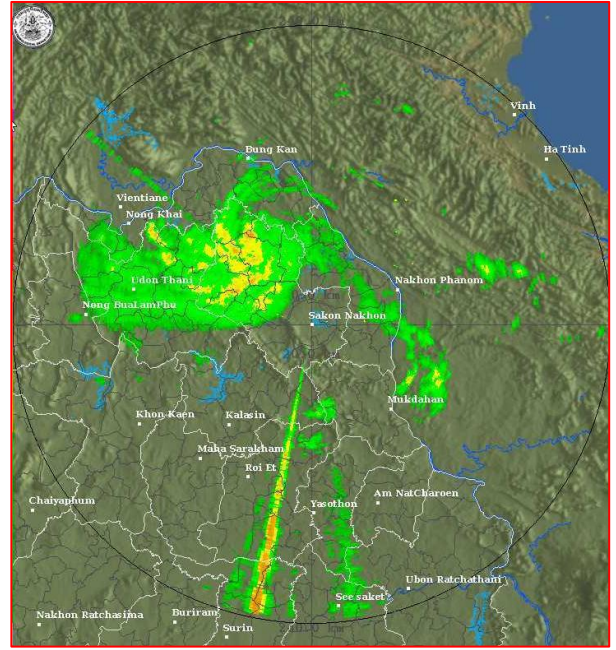 Vinh
Ha Tinh
Bung Kan
Vientiane
Nong Khai
Udon Thani
Nakhon Phanom
Nong BuaLamPhu
Sakon Nakhon
Mukdahan
Khon Kaen
Kalasin
Maha Sarakham
Roi Et
Chaiyaphum
Yasothon
Am NatCharoen
Ubon Ratchathani
See saket
Nakhon Ratchasima
Buriram
Surin